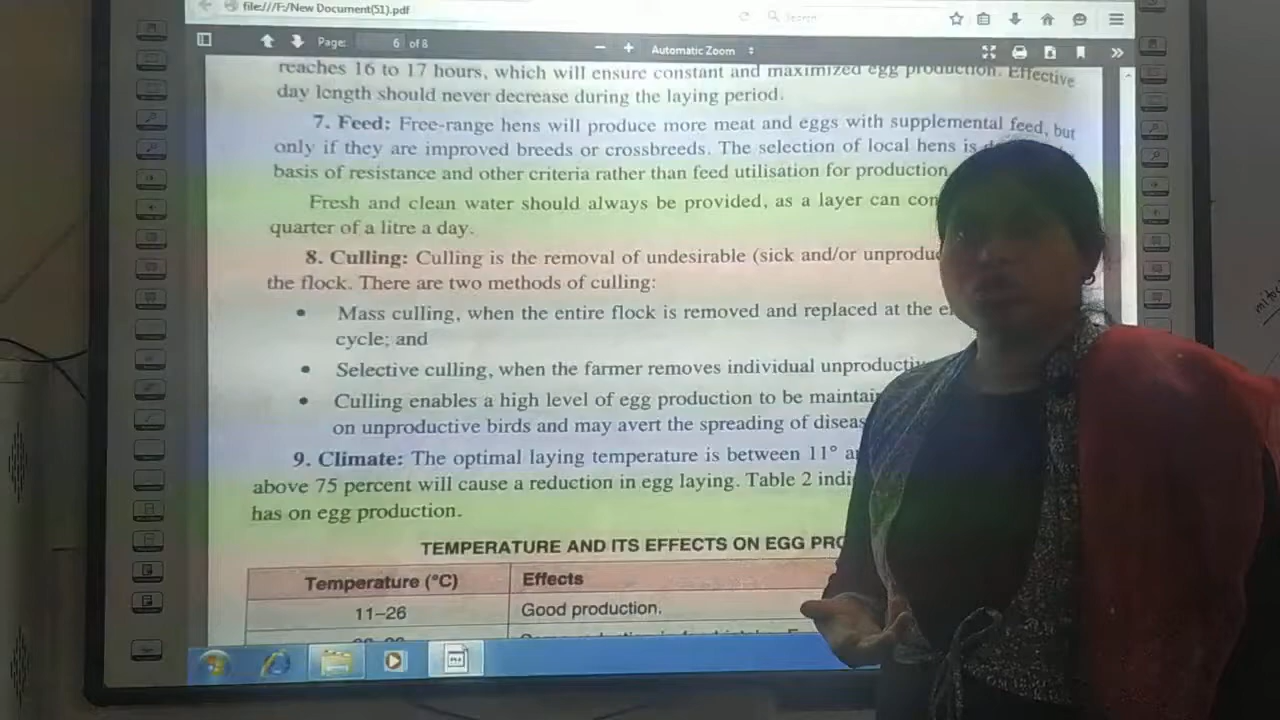 file:///F:/New Document(51).pdf
Search
Page: 6 of 8
Automatic Zoom
reaches 16 to 17 hours, which will ensure constant and maximized egg production. Effective
day length should never decrease during the laying period.
7. Feed: Free-range hens will produce more meat and eggs with supplemental feed, but
only if they are improved breeds or crossbreeds. The selection of local hens is
basis of resistance and other criteria rather than feed utilisation for production
Fresh and clean water should always be provided, as a layer can
quarter of a litre a day.
8. Culling: Culling is the removal of undesirable (sick and/or
the flock. There are two methods of culling:
• Mass culling, when the entire flock is removed and replaced at the
cycle; and
• Selective culling, when the farmer removes individual
• Culling enables a high level of egg production to be
on unproductive birds and may avert the spreading of
9. Climate: The optimal laying temperature is between 11°
above 75 percent will cause a reduction in egg laying. Table 2
has on egg production.
TEMPERATURE AND ITS EFFECTS ON EGG
Temperature (°C) Effects
11–26 Good production.